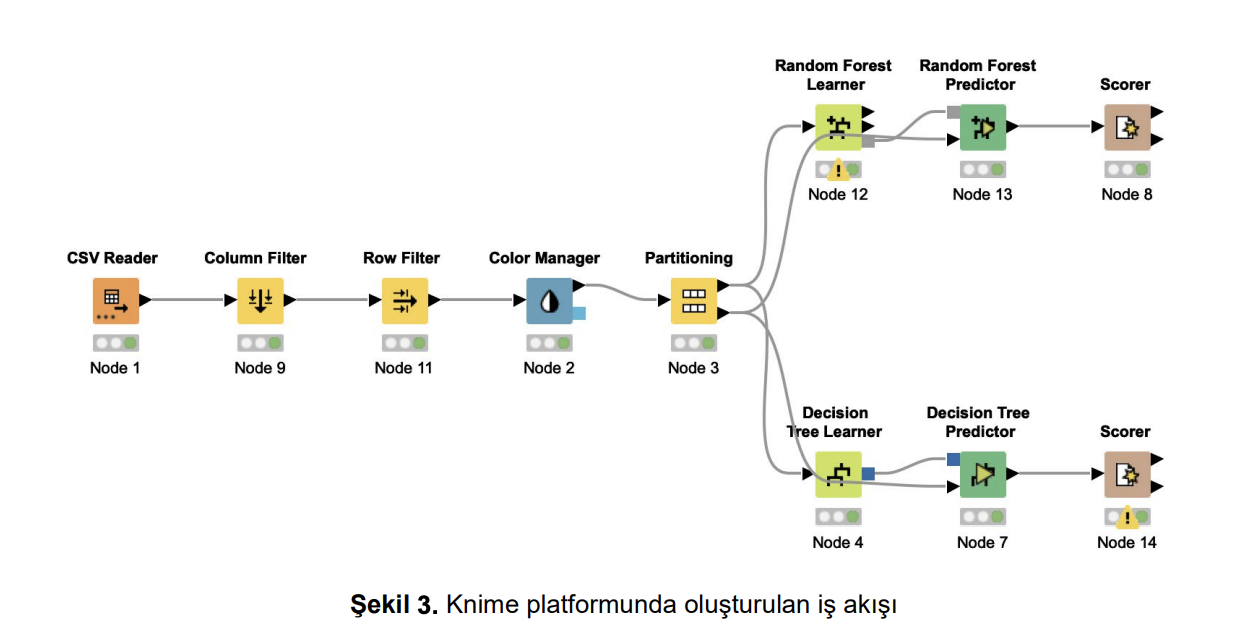 Random Forest
Learner
Random Forest
Predictor
Scorer
Node 12
Node 13
Node 8
CSV Reader
Column Filter
Row Filter
Color Manager
Partitioning
Node 1
Node 9
Node 11
Node 2
Node 3
Decision
Tree Learner
Decision Tree
Predictor
Scorer
Node 4
Node 7
Node 14
Şekil 3. Knime platformunda oluşturulan iş akışı